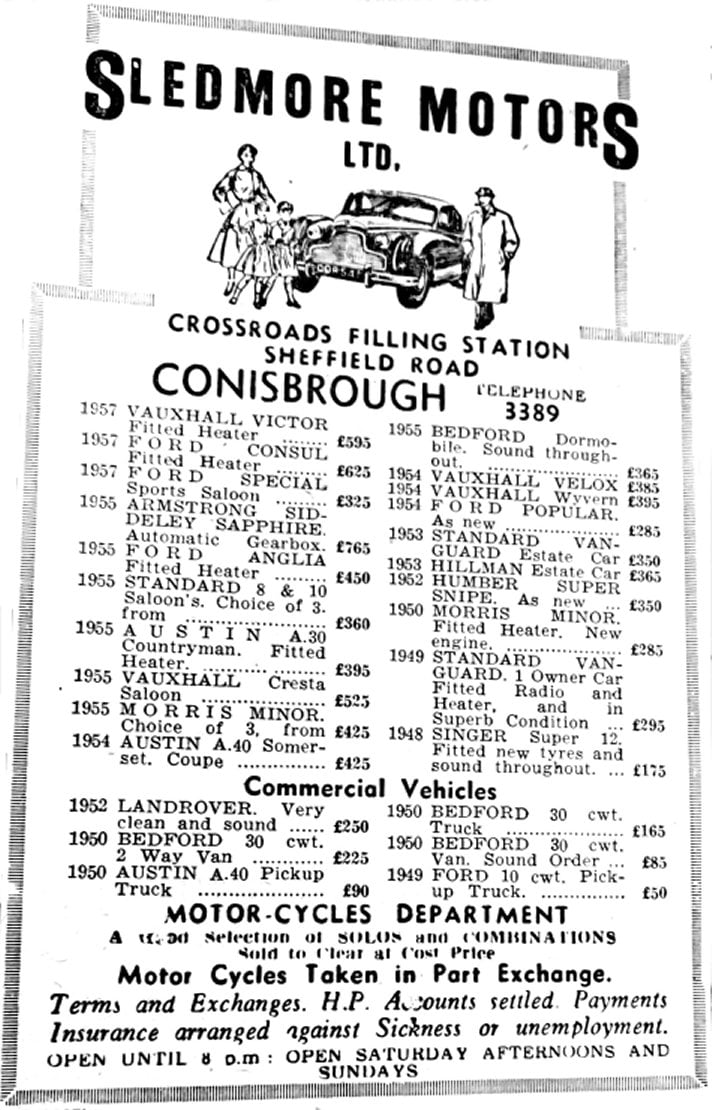 SLEDMORE MOTORS
LTD.
CROSSROADS FILLING STATION
SHEFFIELD ROAD
CONISBROUGH
TELEPHONE
3389
1957 VAUXHALL VICTOR
Fitted Heater ........ £595
1957 FORD CONSUL
Fitted Heater ........ £625
1957 FORD SPECIAL
Sports Saloon ........ £325
1955 ARMSTRONG SID-
DELEY SAPPHIRE.
Automatic Gearbox. £765
1955 FORD ANGLIA
Fitted Heater ......... £450
1955 STANDARD 8 & 10
Saloon's. Choice of 3.
from ........................ £360
1955 AUSTIN A.30
Countryman. Fitted
Heater. ..................... £395
1955 VAUXHALL Cresta
Saloon ..................... £525
1955 MORRIS MINOR.
Choice of 3, from £425
1954 AUSTIN A.40 Somer-
set. Coupe ............... £425
1955 BEDFORD Dormo-
bile. Sound through-
out. ........................ £365
1954 VAUXHALL VELOX £385
1954 VAUXHALL Wyvern £395
1954 FORD POPULAR.
As new ..................... £285
1953 STANDARD VAN-
GUARD Estate Car £350
1953 HILLMAN Estate Car £365
1952 HUMBER SUPER
SNIPE. As new ... £350
1950 MORRIS MINOR.
Fitted Heater. New
engine. ..................... £285
1949 STANDARD VAN-
GUARD. 1 Owner Car
Fitted Radio and
Heater, and in
Superb Condition ... £295
1948 SINGER Super 12.
Fitted new tyres and
sound throughout. ... £175
Commercial Vehicles
1952 LANDROVER. Very
clean and sound ...... £250
1950 BEDFORD 30 cwt.
2 Way Van ............ £225
1950 AUSTIN A.40 Pickup
Truck ..................... £90
1950 BEDFORD 30 cwt.
Truck ..................... £165
1950 BEDFORD 30 cwt.
Van. Sound Order ... £85
1949 FORD 10 cwt. Pick-
up Truck. ............... £50
MOTOR-CYCLES DEPARTMENT
A Selection of SOLOS and COMBINATIONS
Sold to Clear at Cost Price
Motor Cycles Taken in Part Exchange.
Terms and Exchanges. H.P. Accounts settled. Payments
Insurance arranged against Sickness or unemployment.
OPEN UNTIL 8 p.m : OPEN SATURDAY AFTERNOONS AND
SUNDAYS